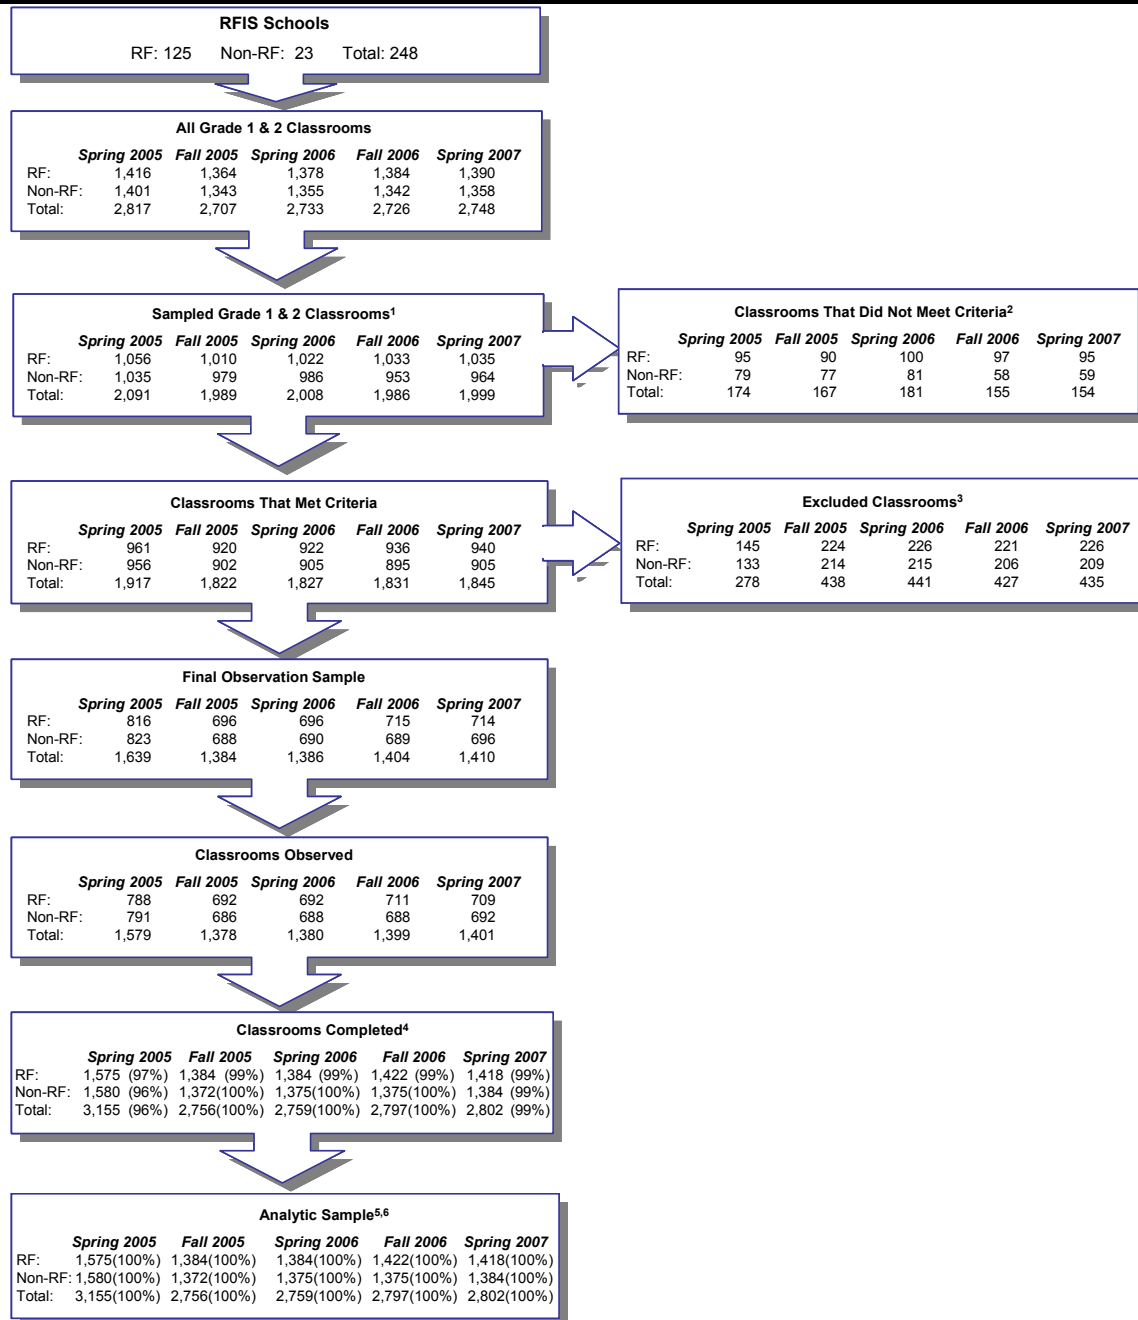 RFIS Schools
RF: 125 Non-RF: 23 Total: 248
All Grade 1 & 2 Classrooms
Spring 2005 Fall 2005 Spring 2006 Fall 2006 Spring 2007
RF: 1,416 1,364 1,378 1,384 1,390
Non-RF: 1,401 1,343 1,355 1,342 1,358
Total: 2,817 2,707 2,733 2,726 2,748
Sampled Grade 1 & 2 Classrooms¹
Spring 2005 Fall 2005 Spring 2006 Fall 2006 Spring 2007
RF: 1,056 1,010 1,022 1,033 1,035
Non-RF: 1,035 979 986 953 964
Total: 2,091 1,989 2,008 1,986 1,999
Classrooms That Did Not Meet Criteria²
Spring 2005 Fall 2005 Spring 2006 Fall 2006 Spring 2007
RF: 95 90 100 97 95
Non-RF: 79 77 81 58 59
Total: 174 167 181 155 154
Classrooms That Met Criteria
Spring 2005 Fall 2005 Spring 2006 Fall 2006 Spring 2007
RF: 961 920 922 936 940
Non-RF: 956 902 905 895 905
Total: 1,917 1,822 1,827 1,831 1,845
Excluded Classrooms³
Spring 2005 Fall 2005 Spring 2006 Fall 2006 Spring 2007
RF: 145 224 226 221 226
Non-RF: 133 214 215 206 209
Total: 278 438 441 427 435
Final Observation Sample
Spring 2005 Fall 2005 Spring 2006 Fall 2006 Spring 2007
RF: 816 696 696 715 714
Non-RF: 823 688 690 689 696
Total: 1,639 1,384 1,386 1,404 1,410
Classrooms Observed
Spring 2005 Fall 2005 Spring 2006 Fall 2006 Spring 2007
RF: 788 692 692 711 709
Non-RF: 791 686 688 688 692
Total: 1,579 1,378 1,380 1,399 1,401
Classrooms Completed⁴
Spring 2005 Fall 2005 Spring 2006 Fall 2006 Spring 2007
RF: 1,575 (97%) 1,384 (99%) 1,384 (99%) 1,422 (99%) 1,418 (99%)
Non-RF: 1,580 (96%) 1,372(100%) 1,375(100%) 1,375(100%) 1,384 (99%)
Total: 3,155 (96%) 2,756(100%) 2,759(100%) 2,797(100%) 2,802 (99%)
Analytic Sample⁵,⁶
Spring 2005 Fall 2005 Spring 2006 Fall 2006 Spring 2007
RF: 1,575(100%) 1,384(100%) 1,384(100%) 1,422(100%) 1,418(100%)
Non-RF: 1,580(100%) 1,372(100%) 1,375(100%) 1,375(100%) 1,384(100%)
Total: 3,155(100%) 2,756(100%) 2,759(100%) 2,797(100%) 2,802(100%)